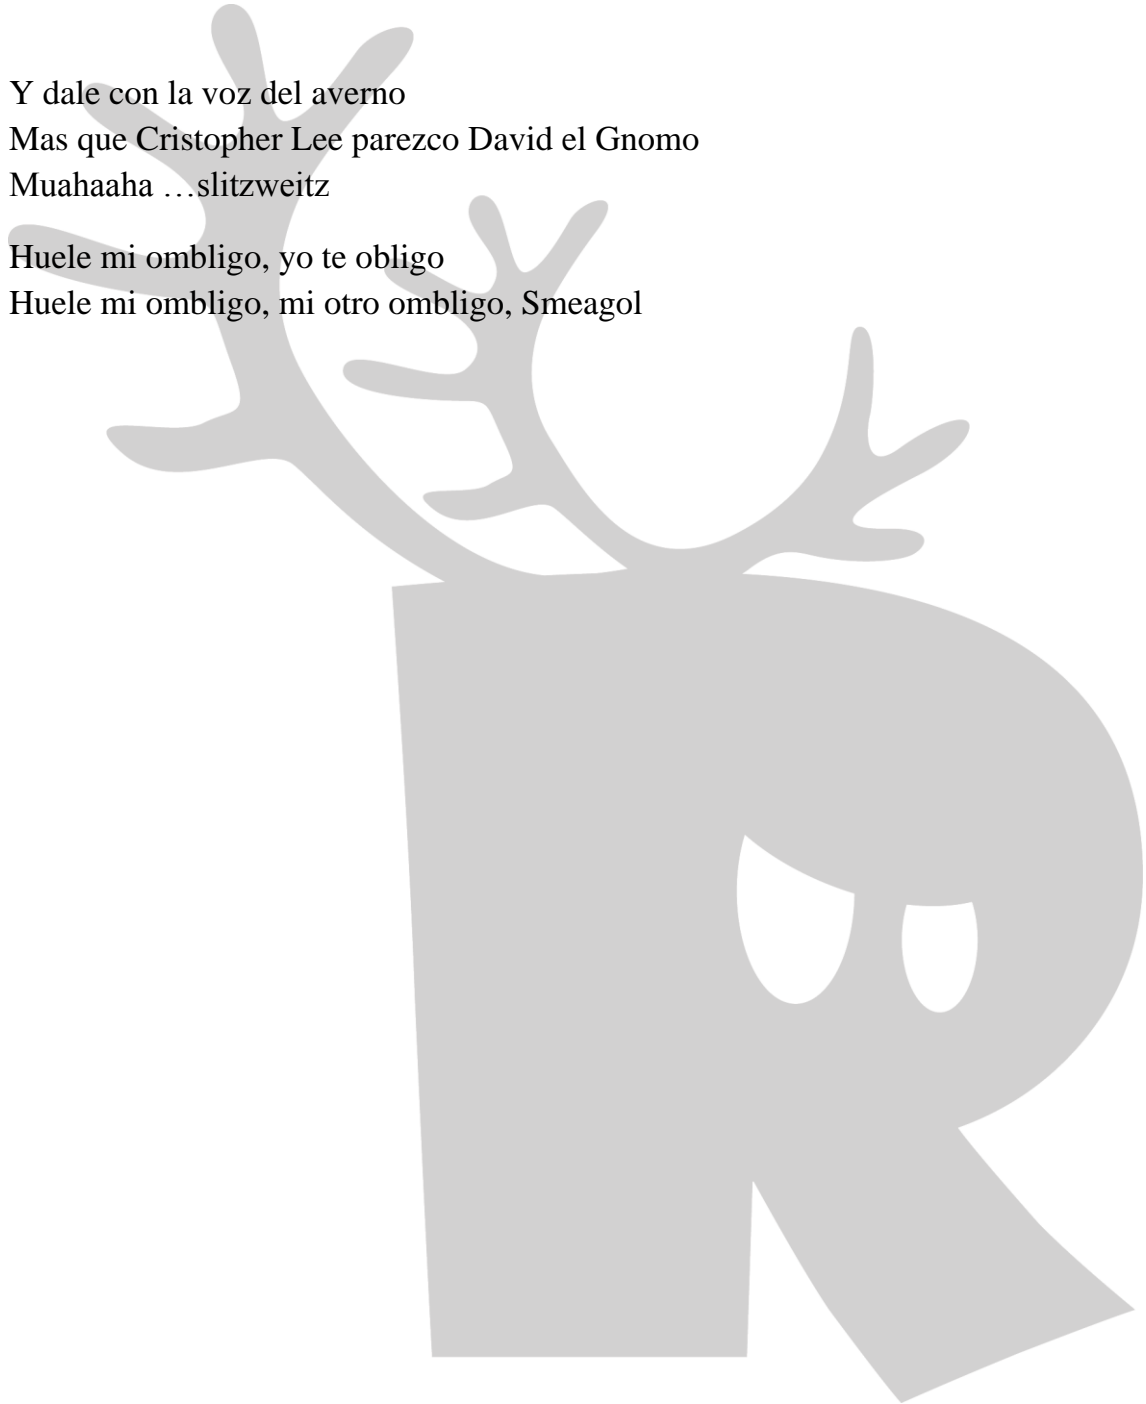 Y dale con la voz del averno
Mas que Cristopher Lee parezco David el Gnomo
Muahaaha …slitzweitz
Huele mi ombligo, yo te obligo
Huele mi ombligo, mi otro ombligo, Smeagol
R